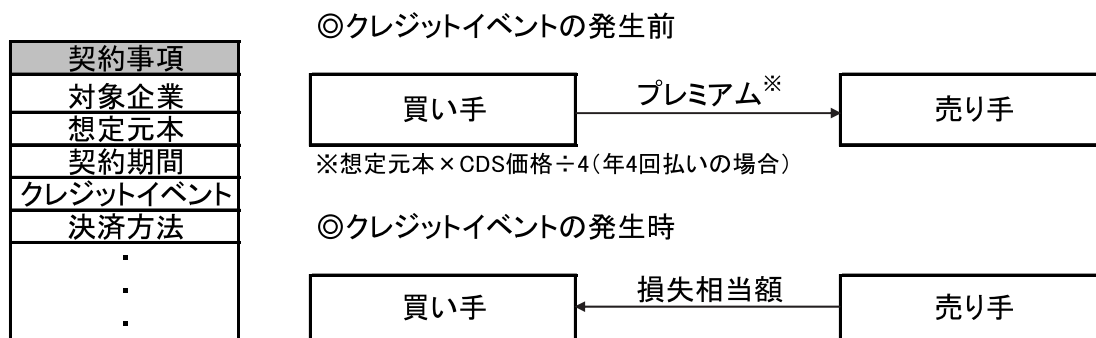 ◎クレジットイベントの発生前
契約事項
対象企業
想定元本
契約期間
クレジットイベント
決済方法
・
・
・
買い手
プレミアム※
売り手
※想定元本×CDS価格÷4(年4回払いの場合)
◎クレジットイベントの発生時
買い手
損失相当額
売り手